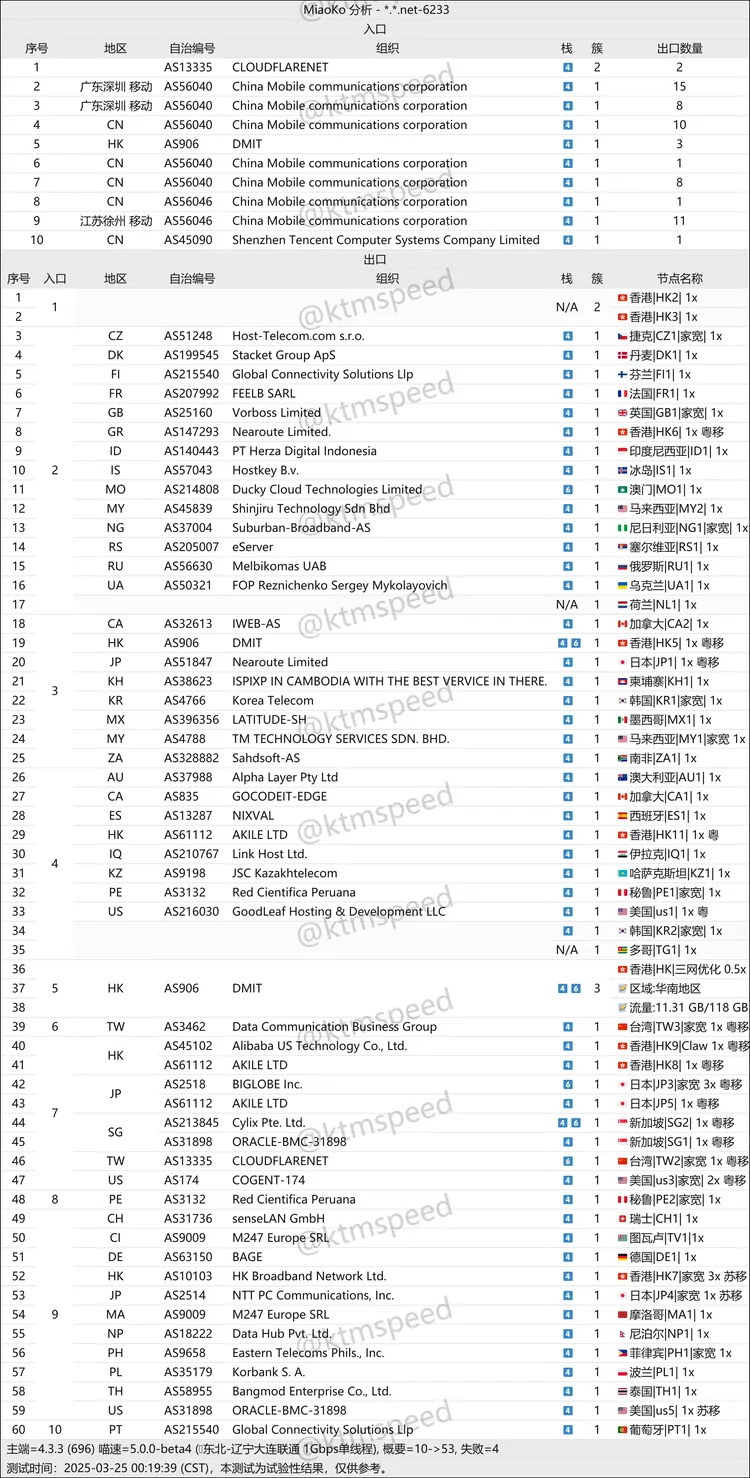 MiaoKo 分析 - *.*.net-6233
入口
序号 地区 自治编号 组织 栈 簇 出口数量
1 AS13335 CLOUDFLARENET 4 2 2
2 广东深圳 移动 AS56040 China Mobile communications corporation 4 1 15
3 广东深圳 移动 AS56040 China Mobile communications corporation 4 1 8
4 CN AS56040 China Mobile communications corporation 4 1 10
5 HK AS906 DMIT 4 1 3
6 CN AS56040 China Mobile communications corporation 4 1 1
7 CN AS56040 China Mobile communications corporation 4 1 8
8 CN AS56046 China Mobile communications corporation 4 1 1
9 江苏徐州 移动 AS56046 China Mobile communications corporation 4 1 11
10 CN AS45090 Shenzhen Tencent Computer Systems Company Limited 4 1 1
出口
序号 入口 地区 自治编号 组织 栈 簇 节点名称
1 1 N/A 2 香港|HK2| 1x
2 香港|HK3| 1x
3 CZ AS51248 Host-Telecom.com s.r.o. 4 1 捷克|CZ1|家宽| 1x
4 DK AS199545 Stacket Group ApS 4 1 丹麦|DK1| 1x
5 FI AS215540 Global Connectivity Solutions Llp 4 1 芬兰|FI1| 1x
6 FR AS207992 FEELB SARL 4 1 法国|FR1| 1x
7 GB AS25160 Vorboss Limited 4 1 英国|GB1|家宽| 1x
8 GR AS147293 Nearoute Limited. 4 1 香港|HK6| 1x 粤移
9 ID AS140443 PT Herza Digital Indonesia 4 1 印度尼西亚|ID1| 1x
10 2 IS AS57043 Hostkey B.v. 4 1 冰岛|IS1| 1x
11 MO AS214808 Ducky Cloud Technologies Limited 6 1 澳门|MO1| 1x
12 MY AS45839 Shinjiru Technology Sdn Bhd 4 1 马来西亚|MY2| 1x
13 NG AS37004 Suburban-Broadband-AS 4 1 尼日利亚|NG1|家宽| 1x
14 RS AS205007 eServer 4 1 塞尔维亚|RS1| 1x
15 RU AS56630 Melbikomas UAB 4 1 俄罗斯|RU1| 1x
16 UA AS50321 FOP Reznichenko Sergey Mykolayovich 4 1 乌克兰|UA1| 1x
17 N/A 1 荷兰|NL1| 1x
18 CA AS32613 IWEB-AS 4 1 加拿大|CA2| 1x
19 HK AS906 DMIT 4 6 1 香港|HK5| 1x 粤移
20 JP AS51847 Nearoute Limited 4 1 日本|JP1| 1x 粤移
21 3 KH AS38623 ISPIXP IN CAMBODIA WITH THE BEST VERVICE IN THERE. 4 1 柬埔寨|KH1| 1x
22 KR AS4766 Korea Telecom 4 1 韩国|KR1|家宽| 1x
23 MX AS396356 LATITUDE-SH 4 1 墨西哥|MX1| 1x
24 MY AS4788 TM TECHNOLOGY SERVICES SDN. BHD. 4 1 马来西亚|MY1|家宽 1x
25 ZA AS328882 Sahdsoft-AS 4 1 南非|ZA1| 1x
26 AU AS37988 Alpha Layer Pty Ltd 4 1 澳大利亚|AU1| 1x
27 CA AS835 GOCODEIT-EDGE 4 1 加拿大|CA1| 1x
28 ES AS13287 NIXVAL 4 1 西班牙|ES1| 1x
29 HK AS61112 AKILE LTD 4 1 香港|HK11| 1x 粤
30 4 IQ AS210767 Link Host Ltd. 4 1 伊拉克|IQ1| 1x
31 KZ AS9198 JSC Kazakhtelecom 4 1 哈萨克斯坦|KZ1| 1x
32 PE AS3132 Red Cientifica Peruana 4 1 秘鲁|PE1|家宽| 1x
33 US AS216030 GoodLeaf Hosting & Development LLC 4 1 美国|us1| 1x 粤
34 4 1 韩国|KR2|家宽| 1x
35 N/A 1 多哥|TG1| 1x
36 香港|HK|三网优化 0.5x
37 5 HK AS906 DMIT 4 6 3 区域:华南地区
38 流量:11.31 GB/118 GB
39 6 TW AS3462 Data Communication Business Group 4 1 台湾|TW3|家宽 1x 粤移
40 HK AS45102 Alibaba US Technology Co., Ltd. 4 1 香港|HK9|Claw 1x 粤移
41 AS61112 AKILE LTD 4 1 香港|HK8| 1x 粤移
42 JP AS2518 BIGLOBE Inc. 6 1 日本|JP3|家宽 3x 粤移
43 7 AS61112 AKILE LTD 4 1 日本|JP5| 1x 粤移
44 SG AS213845 Cylix Pte. Ltd. 4 6 1 新加坡|SG2| 1x 粤移
45 AS31898 ORACLE-BMC-31898 4 1 新加坡|SG1| 1x 粤移
46 TW AS13335 CLOUDFLARENET 6 1 台湾|TW2|家宽 1x 粤移
47 US AS174 COGENT-174 4 1 美国|us3|家宽| 2x 粤移
48 8 PE AS3132 Red Cientifica Peruana 4 1 秘鲁|PE2|家宽| 1x
49 CH AS31736 senseLAN GmbH 4 1 瑞士|CH1| 1x
50 CI AS9009 M247 Europe SRL 4 1 图瓦卢|TV1|1x
51 DE AS63150 BAGE 4 1 德国|DE1| 1x
52 HK AS10103 HK Broadband Network Ltd. 4 1 香港|HK7|家宽 3x 苏移
53 JP AS2514 NTT PC Communications, Inc. 4 1 日本|JP4|家宽 1x 苏移
54 9 MA AS9009 M247 Europe SRL 4 1 摩洛哥|MA1| 1x
55 NP AS18222 Data Hub Pvt. Ltd. 4 1 尼泊尔|NP1| 1x
56 PH AS9658 Eastern Telecoms Phils., Inc. 4 1 菲律宾|PH1|家宽 1x
57 PL AS35179 Korbank S. A. 4 1 波兰|PL1| 1x
58 TH AS58955 Bangmod Enterprise Co., Ltd. 4 1 泰国|TH1| 1x
59 US AS31898 ORACLE-BMC-31898 4 1 美国|us5| 1x 苏移
60 10 PT AS215540 Global Connectivity Solutions Llp 4 1 葡萄牙|PT1| 1x
主端=4.3.3 (696) 喵速=5.0.0-beta4 (东北-辽宁大连联通 1Gbps单线程), 概要=10->53, 失败=4
测试时间: 2025-03-25 00:19:39 (CST)，本测试为试验性结果，仅供参考。
@ktmspeed